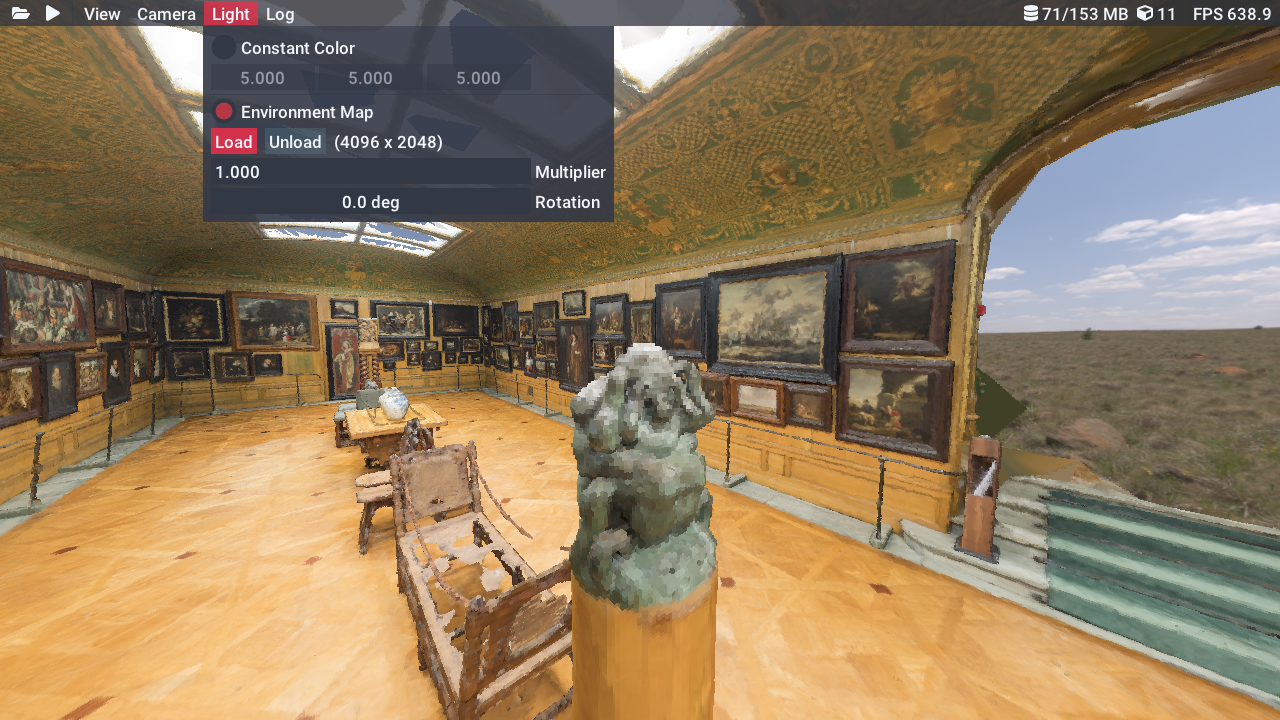 View Camera Light Log 71/153 MB 11 FPS 638.9
Constant Color
5.000 5.000 5.000
Environment Map
Load Unload (4096 x 2048)
1.000 Multiplier
0.0 deg Rotation